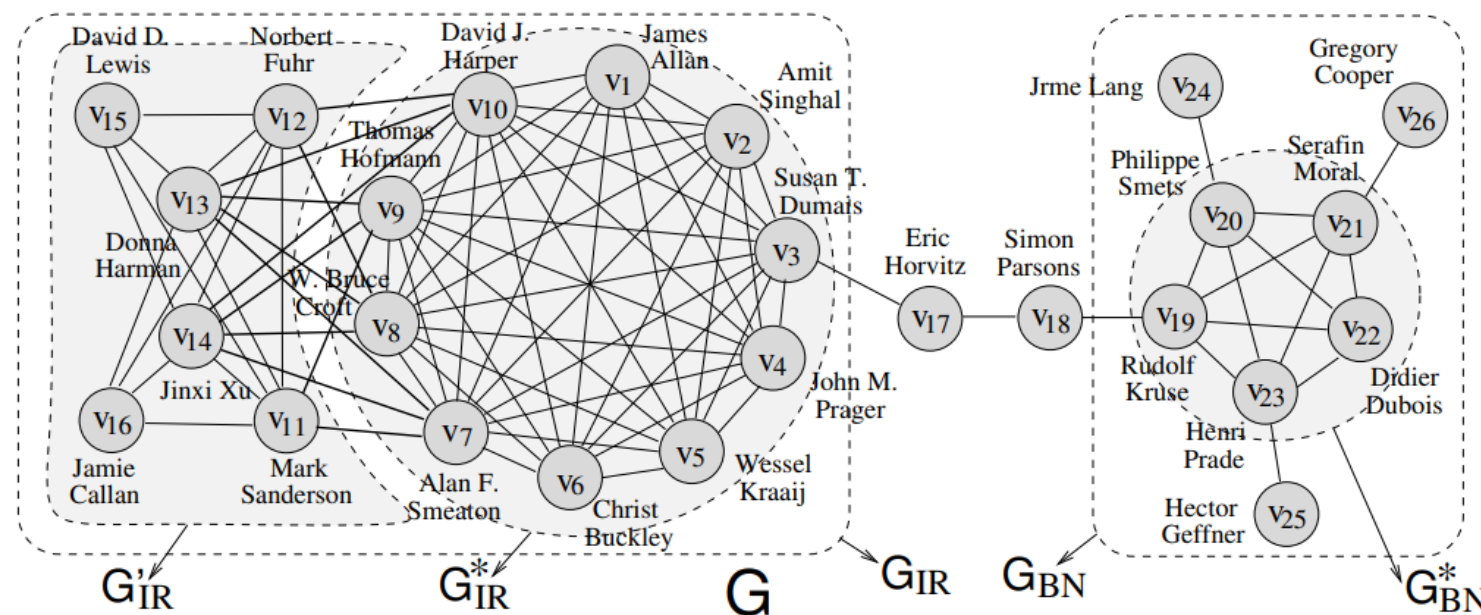 David D.
Lewis
Norbert
Fuhr
David J.
Harper
James
Allan
Amit
Singhal
Gregory
Cooper
Jrme Lang
v24
v26
v15
v12
v10
v1
v2
Thomas
Hofmann
Philippe
Smets
Serafin
Moral
Susan T.
Dumais
v13
v9
v20
v21
Donna
Harman
W. Bruce
Croft
v3
Eric
Horvitz
Simon
Parsons
v14
v8
v17
v18
v19
v22
Jinxi Xu
v4
John M.
Prager
Rudolf
Kruse
Didier
Dubois
v16
v11
v7
v6
v5
v23
Jamie
Callan
Mark
Sanderson
Alan F.
Smeaton
Christ
Buckley
Wessel
Kraaij
Henri
Prade
Hector
Geffner
v25
G'IR
G*IR
G
GIR
GBN
G*BN